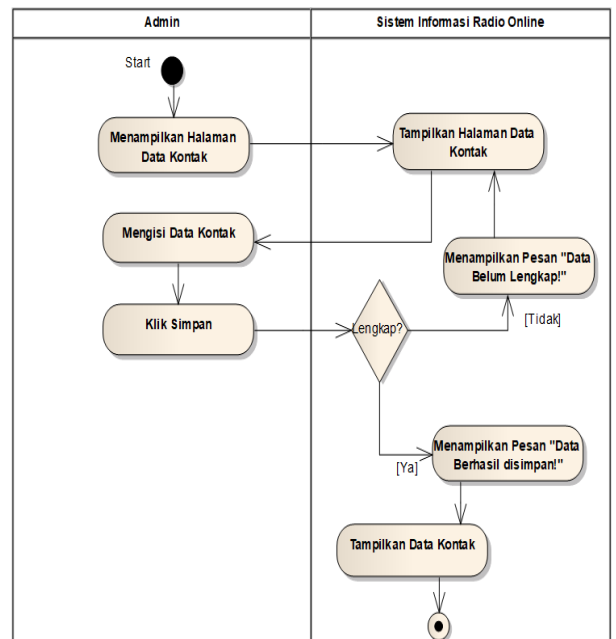 Admin
Sistem Informasi Radio Online
Start
Menampilkan Halaman
Data Kontak
Tampilkan Halaman Data
Kontak
Mengisi Data Kontak
Menampilkan Pesan "Data
Belum Lengkap!"
Klik Simpan
Lengkap?
[Tidak]
Menampilkan Pesan "Data
Berhasil disimpan!"
[Ya]
Tampilkan Data Kontak